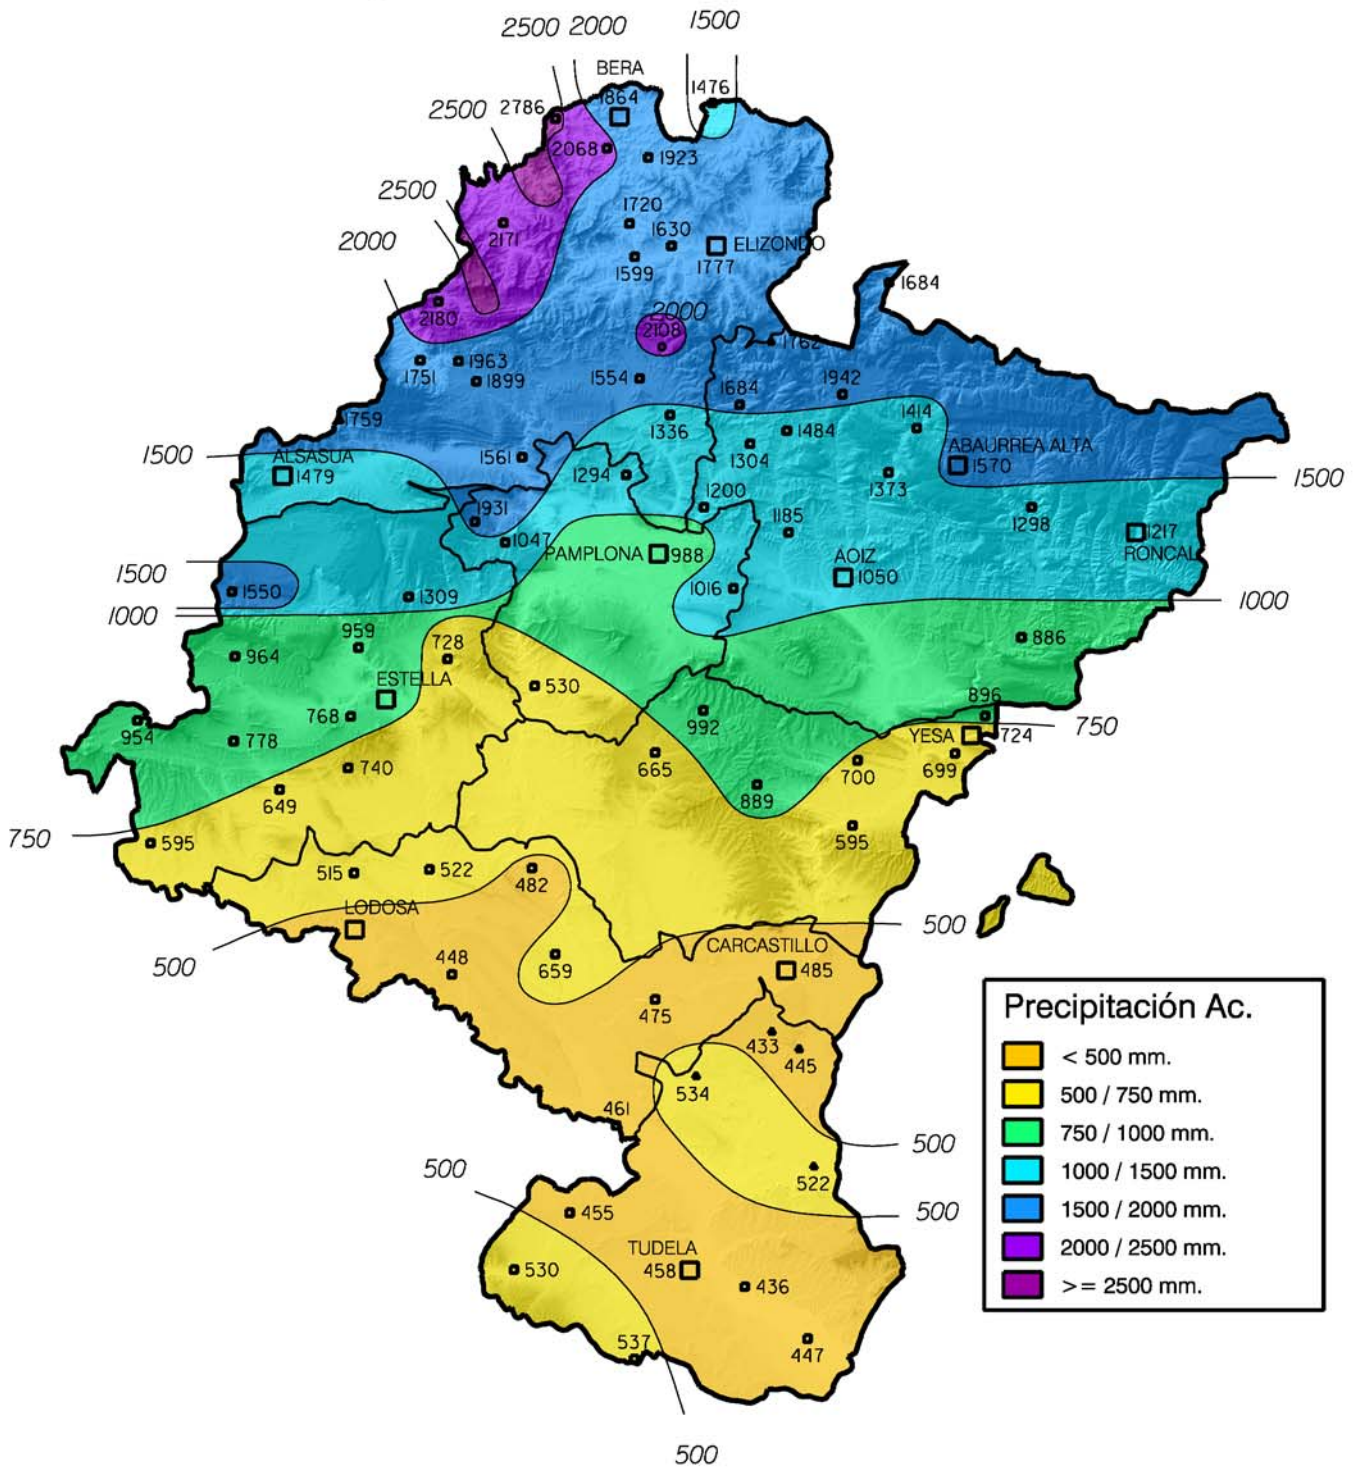 2500 2000 1500
BERA
2500 2786 1864 1476
2068 1923
2500
2000
1720
1630
2171 ELIZONDO
1599 1777
1684
2000
2180 2108
1762
1751 1963
1899 1554
1684 1942
1759
1336 1484 1414
1500 ALSASUA 1561 1304 ABAURREA ALTA
1479 1294 1373 1570
1500
1931 1200 1185 1298 1217
1047 PAMPLONA 988 AOIZ RONCAL
1500 1550 1309 1016 1050
1000 1000
959 728 886
964
ESTELLA 530
768 992 896
954 778 YESA 724 750
740 665 700 699
649 889
750 595 595
515 522 482
LODOSA
500 CARCASTILLO 500
448 659 485
475
433
445
534
461
500
500 522
455 500
TUDELA
530 458 436
537 447
500
Precipitación Ac.
< 500 mm.
500 / 750 mm.
750 / 1000 mm.
1000 / 1500 mm.
1500 / 2000 mm.
2000 / 2500 mm.
>= 2500 mm.